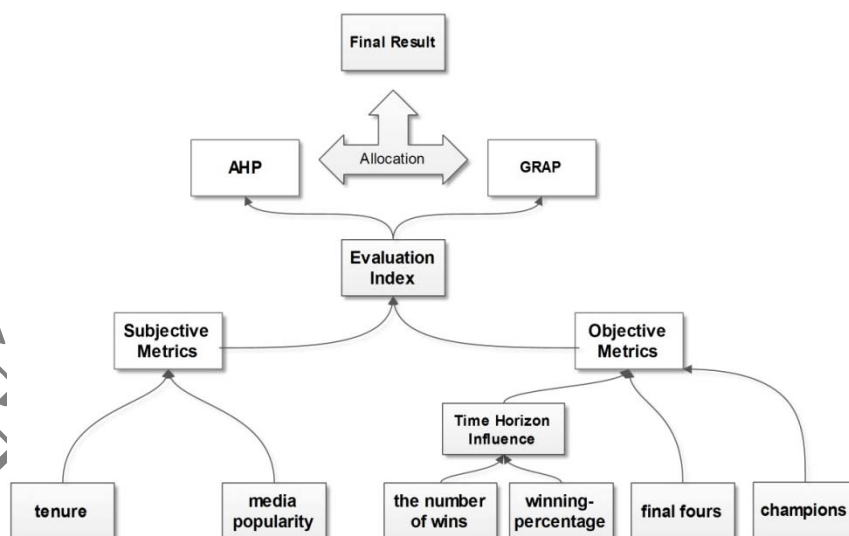 Final Result
Allocation
AHP
GRAP
Evaluation
Index
Subjective
Metrics
Objective
Metrics
Time Horizon
Influence
tenure
media
popularity
the number
of wins
winning-
percentage
final fours
champions